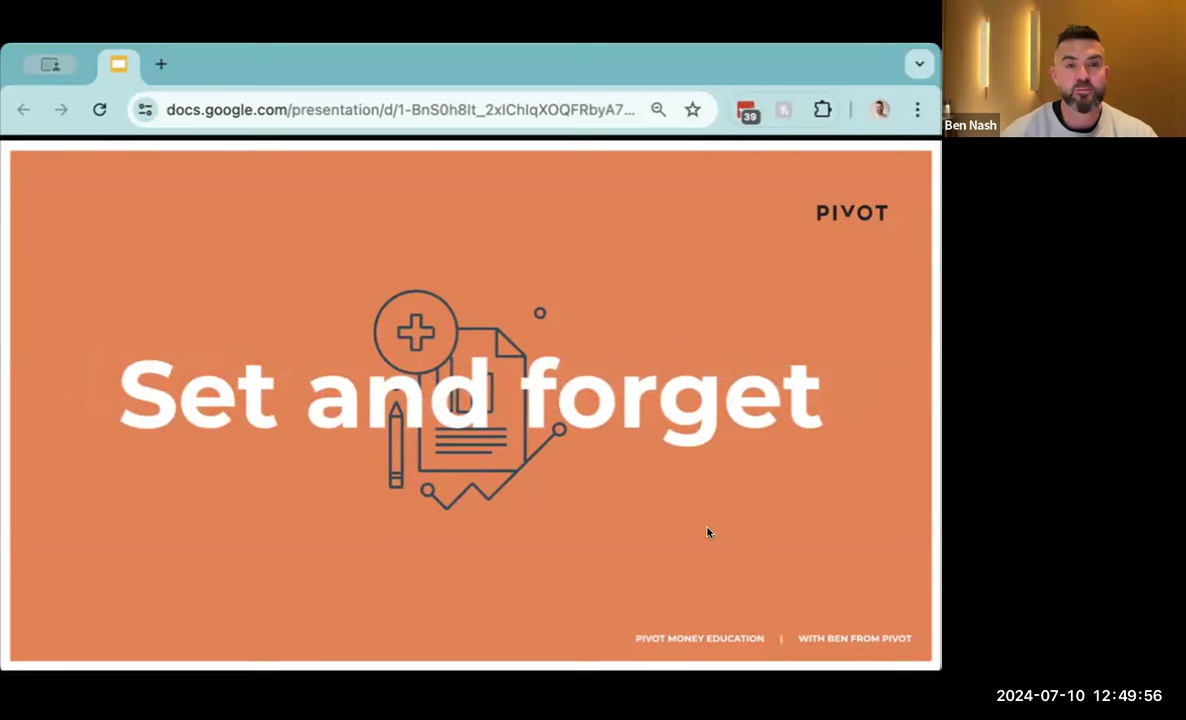 docs.google.com/presentation/d/1-BnS0h8It_2xIChlqXOQFRbyA7...
39
Ben Nash
PIVOT
Set and forget
PIVOT MONEY EDUCATION | WITH BEN FROM PIVOT
2024-07-10 12:49:56